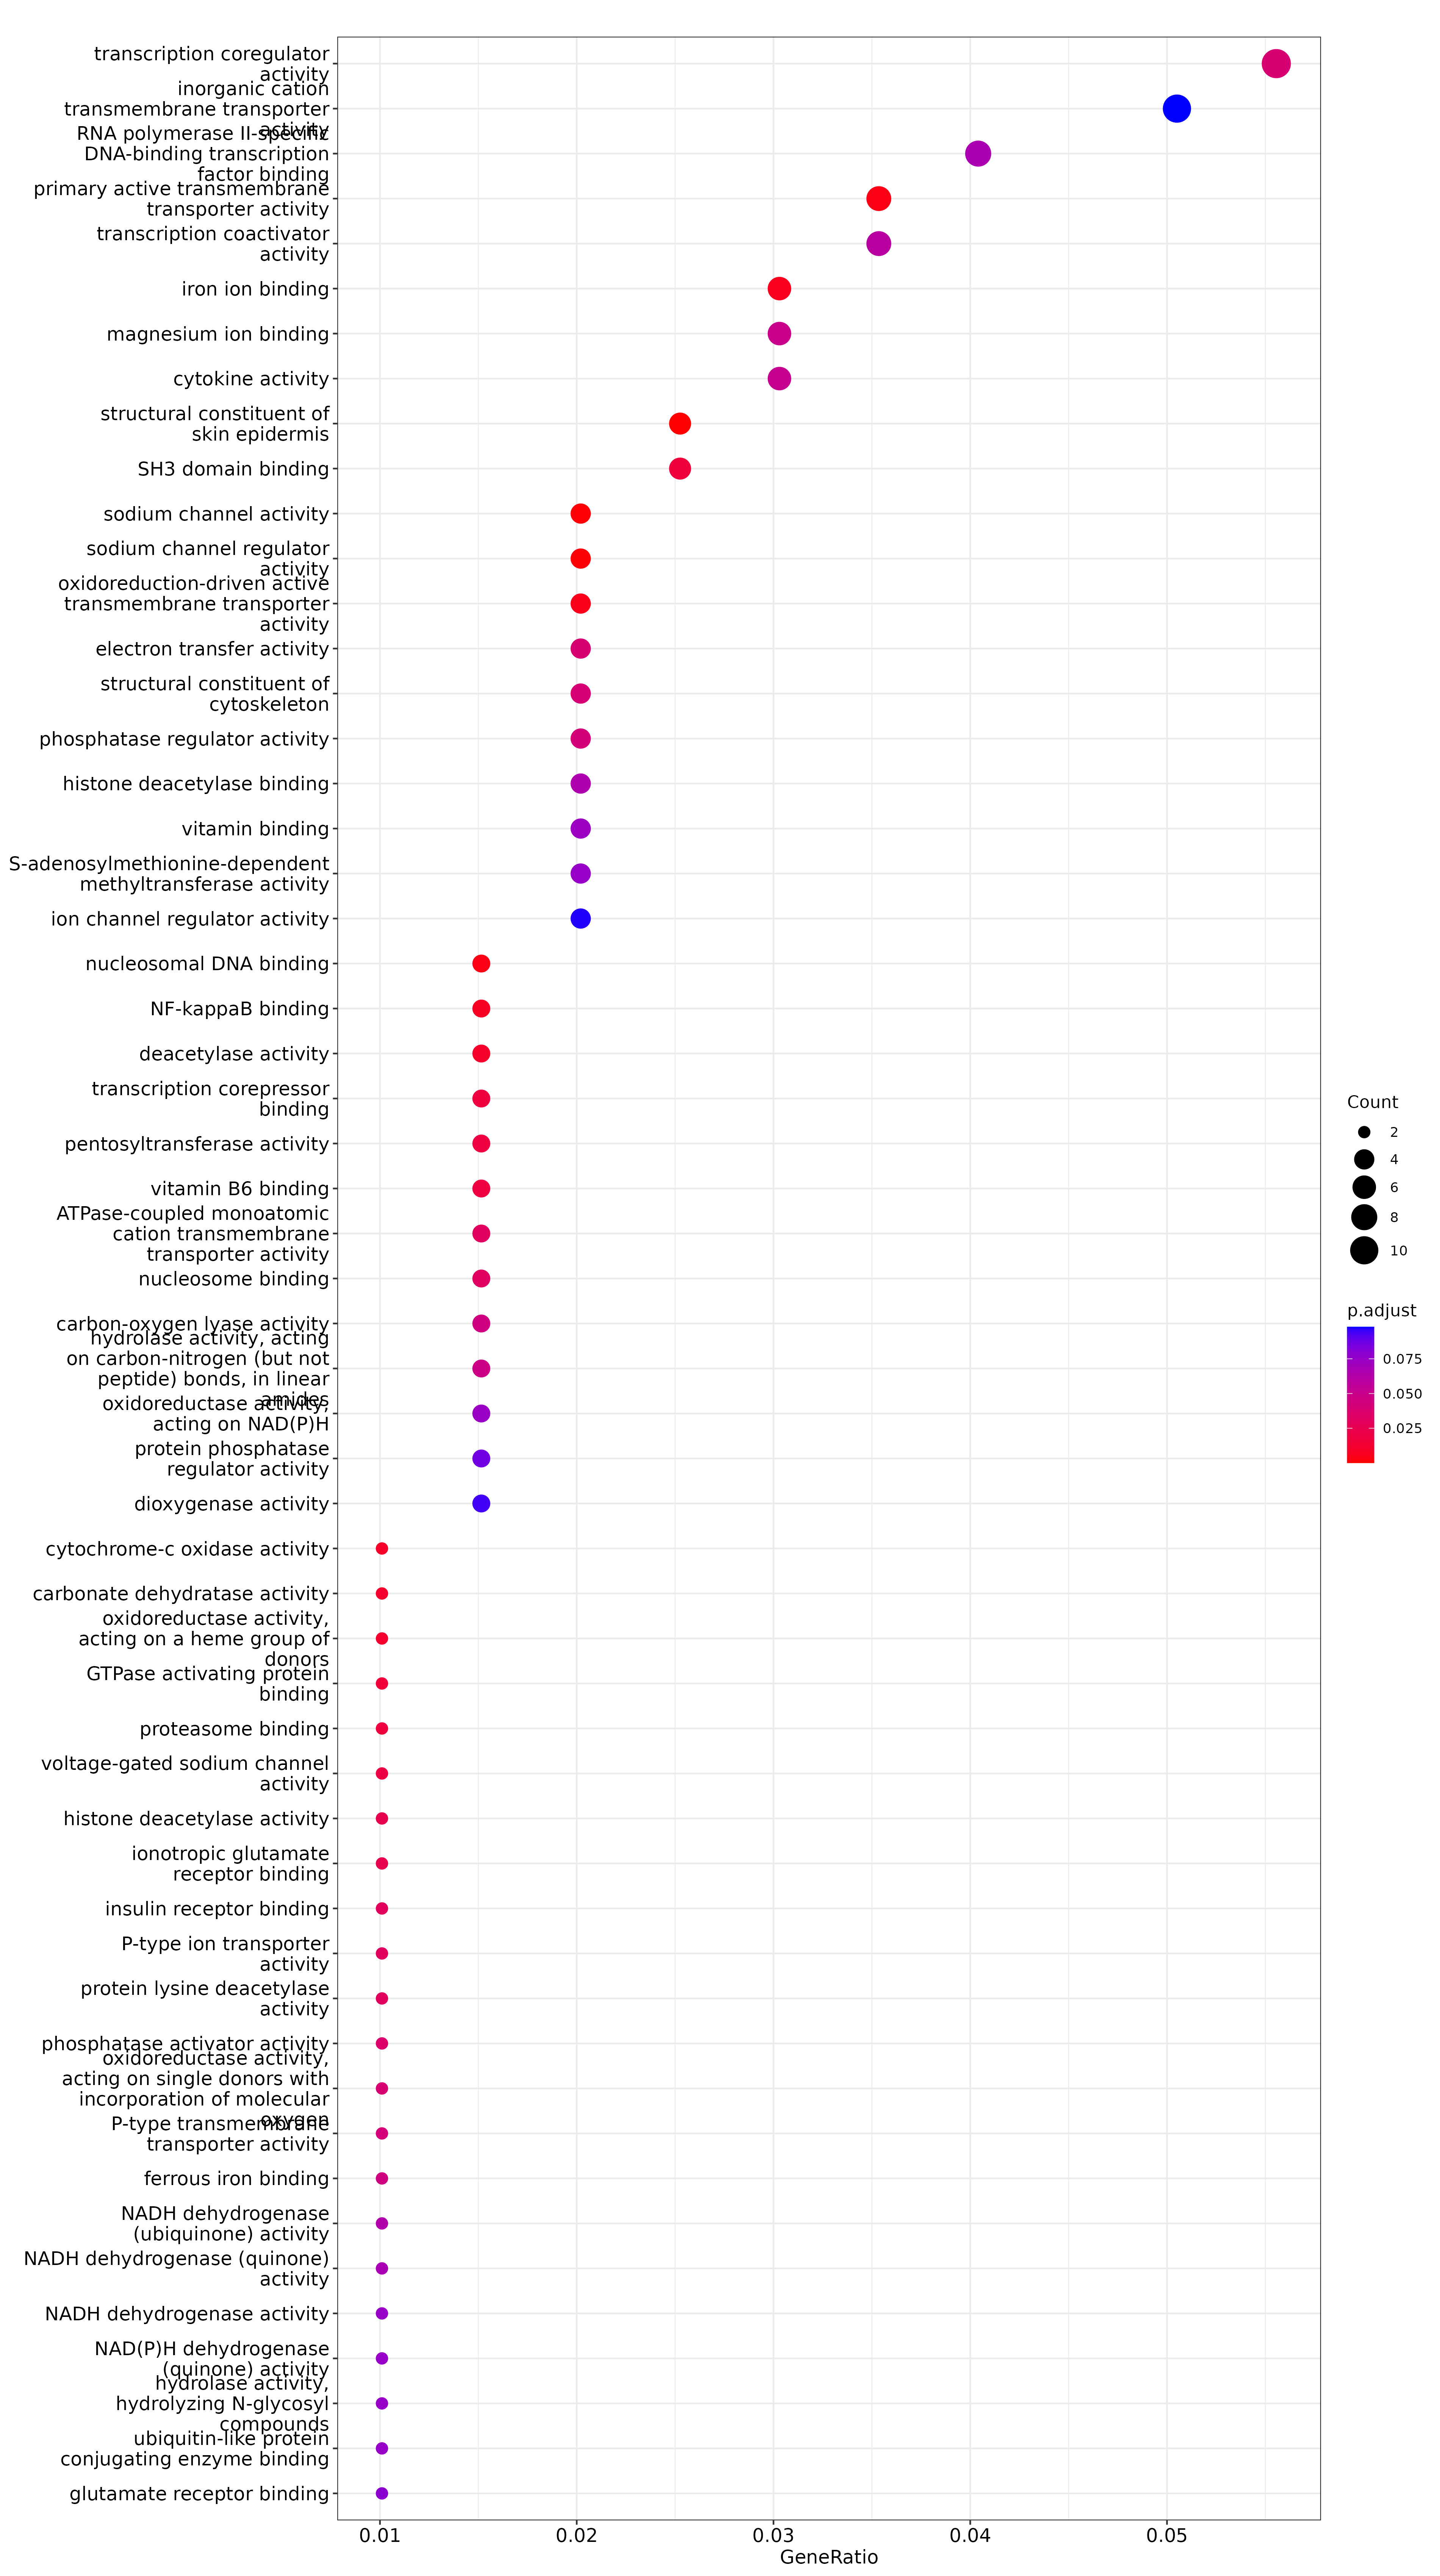 transcription coregulator
activity
inorganic cation
transmembrane transporter
activity
RNA polymerase II-specific
DNA-binding transcription
factor binding
primary active transmembrane
transporter activity
transcription coactivator
activity
iron ion binding
magnesium ion binding
cytokine activity
structural constituent of
skin epidermis
SH3 domain binding
sodium channel activity
sodium channel regulator
activity
oxidoreduction-driven active
transmembrane transporter
activity
electron transfer activity
structural constituent of
cytoskeleton
phosphatase regulator activity
histone deacetylase binding
vitamin binding
S-adenosylmethionine-dependent
methyltransferase activity
ion channel regulator activity
nucleosomal DNA binding
NF-kappaB binding
deacetylase activity
transcription corepressor
binding
pentosyltransferase activity
vitamin B6 binding
ATPase-coupled monoatomic
cation transmembrane
transporter activity
nucleosome binding
carbon-oxygen lyase activity
hydrolase activity, acting
on carbon-nitrogen (but not
peptide) bonds, in linear
amides
oxidoreductase activity,
acting on NAD(P)H
protein phosphatase
regulator activity
dioxygenase activity
cytochrome-c oxidase activity
carbonate dehydratase activity
oxidoreductase activity,
acting on a heme group of
donors
GTPase activating protein
binding
proteasome binding
voltage-gated sodium channel
activity
histone deacetylase activity
ionotropic glutamate
receptor binding
insulin receptor binding
P-type ion transporter
activity
protein lysine deacetylase
activity
phosphatase activator activity
oxidoreductase activity,
acting on single donors with
incorporation of molecular
oxygen
P-type transmembrane
transporter activity
ferrous iron binding
NADH dehydrogenase
(ubiquinone) activity
NADH dehydrogenase (quinone)
activity
NADH dehydrogenase activity
NAD(P)H dehydrogenase
(quinone) activity
hydrolase activity,
hydrolyzing N-glycosyl
compounds
ubiquitin-like protein
conjugating enzyme binding
glutamate receptor binding
0.01 0.02 0.03 0.04 0.05
GeneRatio
Count
2
4
6
8
10
p.adjust
0.075
0.050
0.025